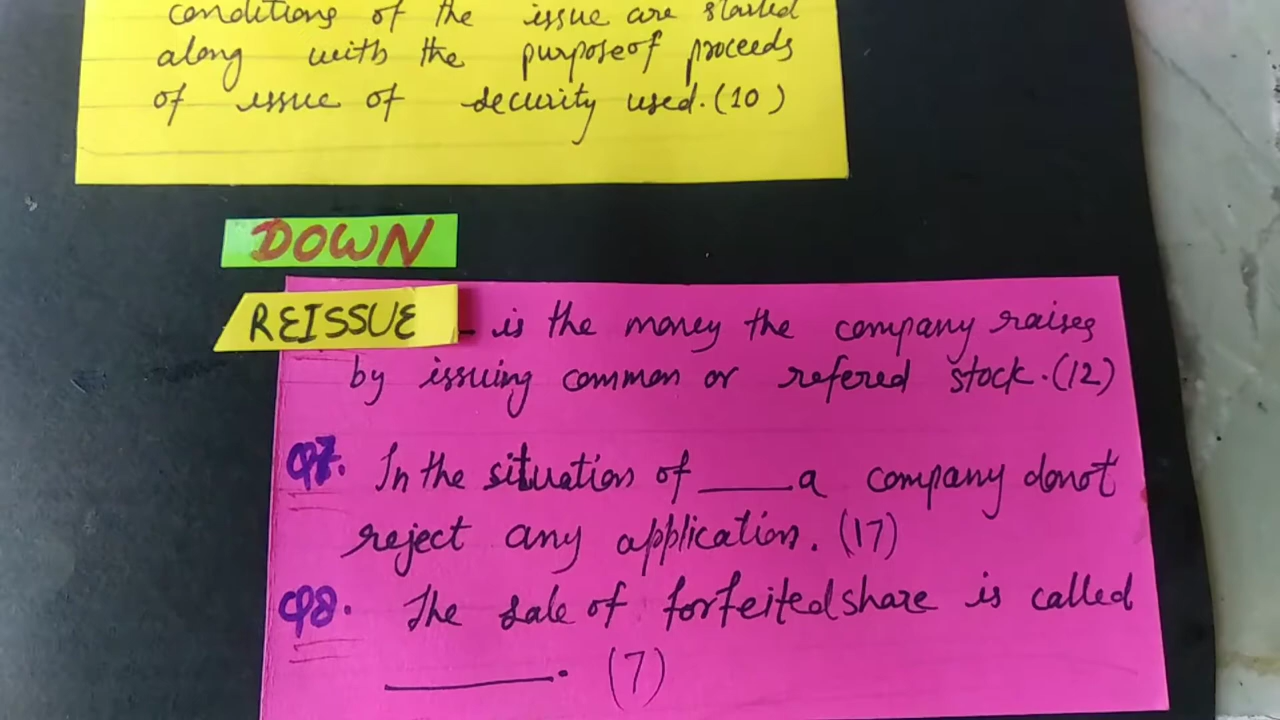 conditions of the issue are started
along with the purpose of proceeds
of issue of security used. (10)
DOWN
REISSUE is the money the company raises
by issuing common or refered stock. (12)
Q7. In the situation of ____ a company donot
reject any application. (17)
Q8. The sale of forfeited share is called
________. (7)